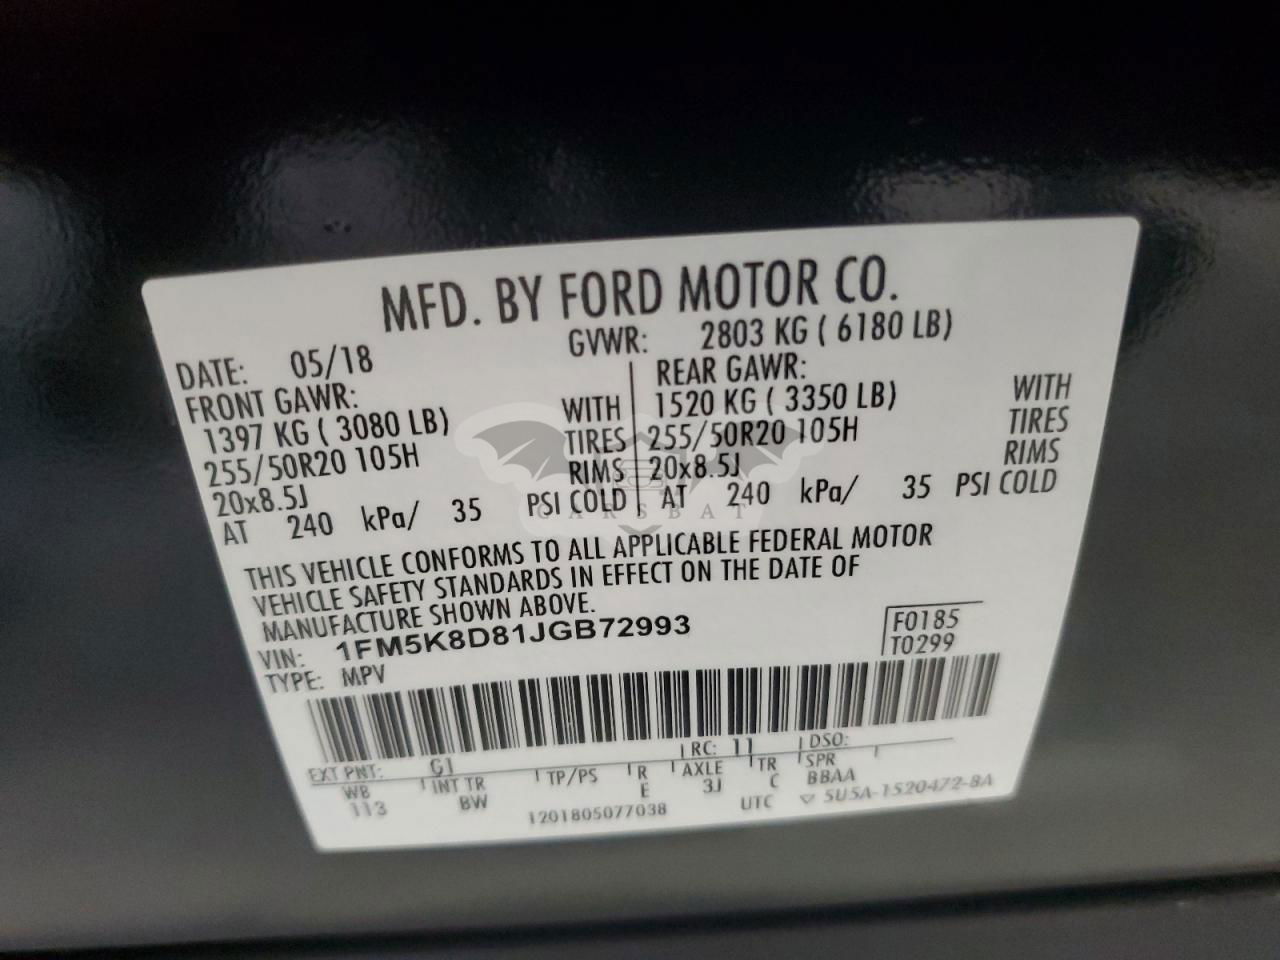 MFD. BY FORD MOTOR CO.
DATE: 05/18 GVWR: 2803 KG ( 6180 LB)
FRONT GAWR: REAR GAWR:
1397 KG ( 3080 LB) WITH 1520 KG ( 3350 LB) WITH
255/50R20 105H TIRES 255/50R20 105H TIRES
20x8.5J RIMS 20x8.5J RIMS
AT 240 kPa/ 35 PSI COLD AT 240 kPa/ 35 PSI COLD
CARSBAT
THIS VEHICLE CONFORMS TO ALL APPLICABLE FEDERAL MOTOR
VEHICLE SAFETY STANDARDS IN EFFECT ON THE DATE OF
MANUFACTURE SHOWN ABOVE.
VIN: 1FM5K8D81JGB72993 F0185
TYPE: MPV T0299
EXT PNT: G1 RC: 11 DSO:
WB INT TR TP/PS R AXLE TR SPR
113 BW E 3J C BBAA
1201805077038 UTC ▽ 5U5A-1520472-BA